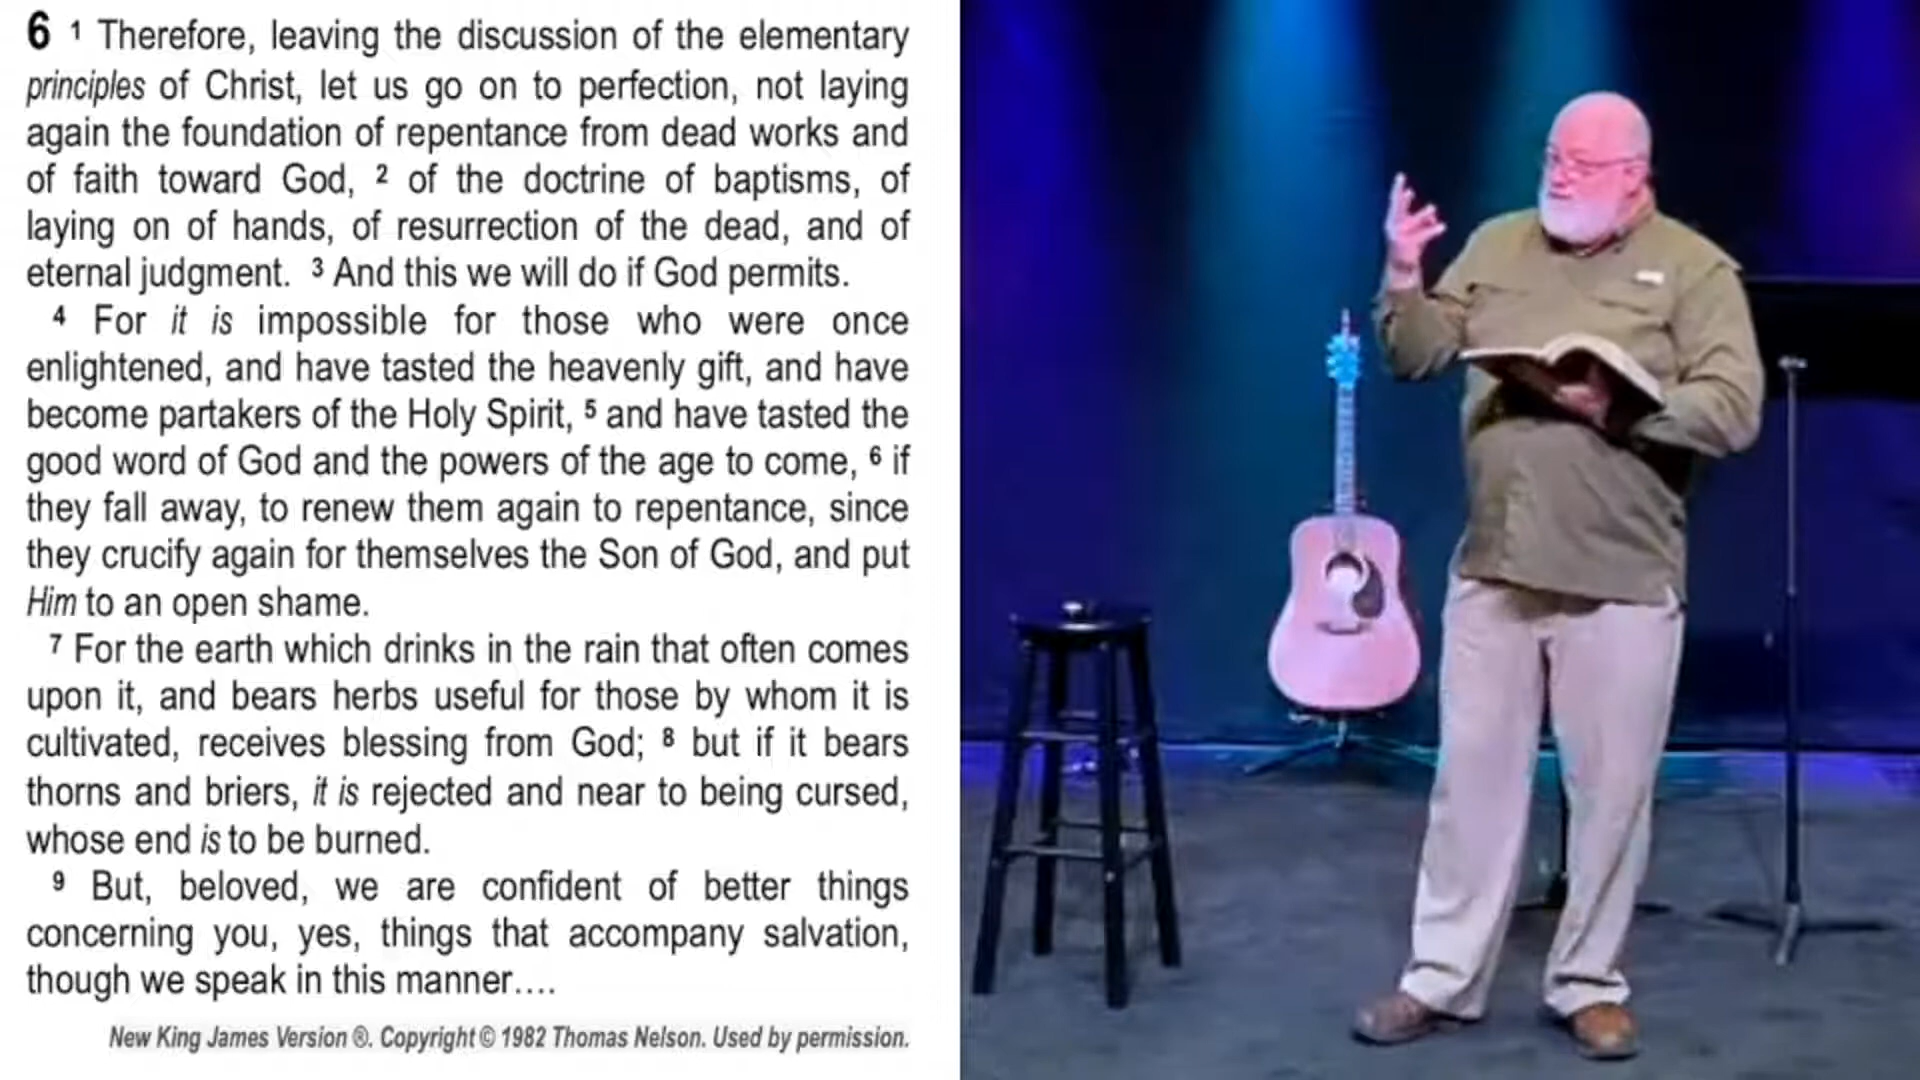 6 1 Therefore, leaving the discussion of the elementary
principles of Christ, let us go on to perfection, not laying
again the foundation of repentance from dead works and
of faith toward God, 2 of the doctrine of baptisms, of
laying on of hands, of resurrection of the dead, and of
eternal judgment. 3 And this we will do if God permits.
4 For it is impossible for those who were once
enlightened, and have tasted the heavenly gift, and have
become partakers of the Holy Spirit, 5 and have tasted the
good word of God and the powers of the age to come, 6 if
they fall away, to renew them again to repentance, since
they crucify again for themselves the Son of God, and put
Him to an open shame.
7 For the earth which drinks in the rain that often comes
upon it, and bears herbs useful for those by whom it is
cultivated, receives blessing from God; 8 but if it bears
thorns and briers, it is rejected and near to being cursed,
whose end is to be burned.
9 But, beloved, we are confident of better things
concerning you, yes, things that accompany salvation,
though we speak in this manner….
New King James Version ®. Copyright © 1982 Thomas Nelson. Used by permission.